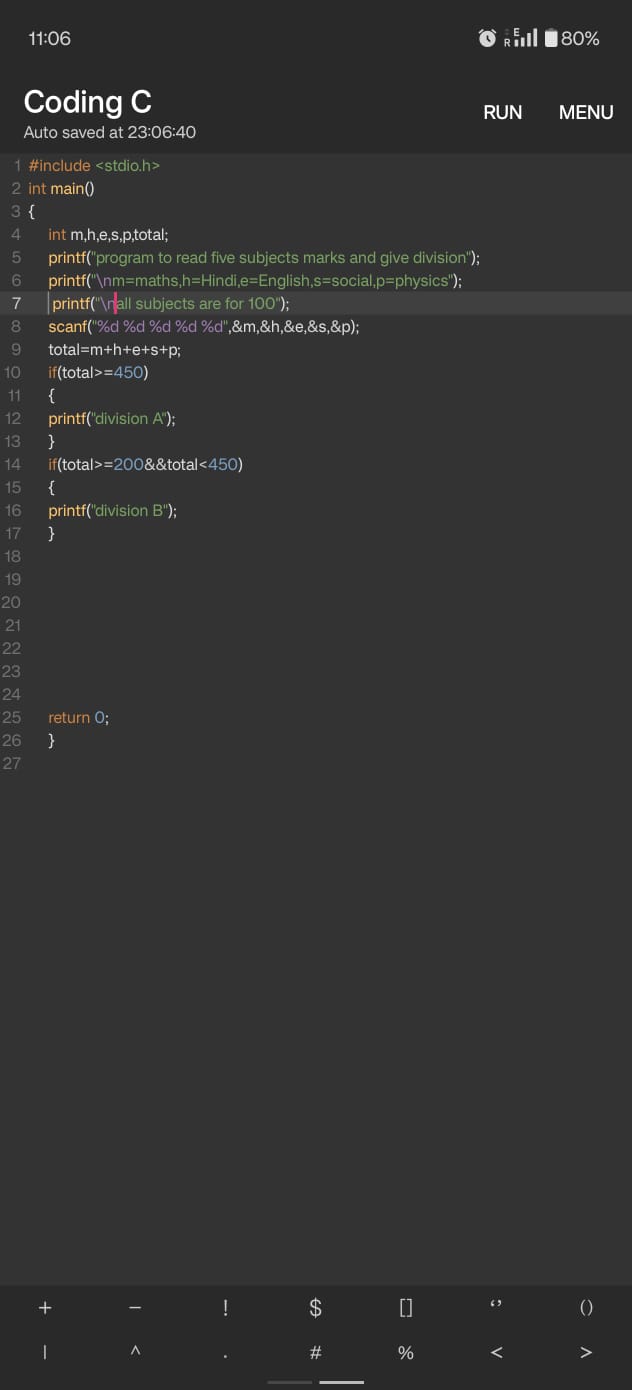 11:06
R E 80%
Coding C
RUN MENU
Auto saved at 23:06:40
1 #include <stdio.h>
2 int main()
3 {
4 int m,h,e,s,p,total;
5 printf("program to read five subjects marks and give division");
6 printf("\nm=maths,h=Hindi,e=English,s=social,p=physics");
7 printf("\nall subjects are for 100");
8 scanf("%d %d %d %d %d",&m,&h,&e,&s,&p);
9 total=m+h+e+s+p;
10 if(total>=450)
11 {
12 printf("division A");
13 }
14 if(total>=200&&total<450)
15 {
16 printf("division B");
17 }
18
19
20
21
22
23
24
25 return 0;
26 }
27
+ − ! $ [] ‘’ ()
| ^ . # % < >